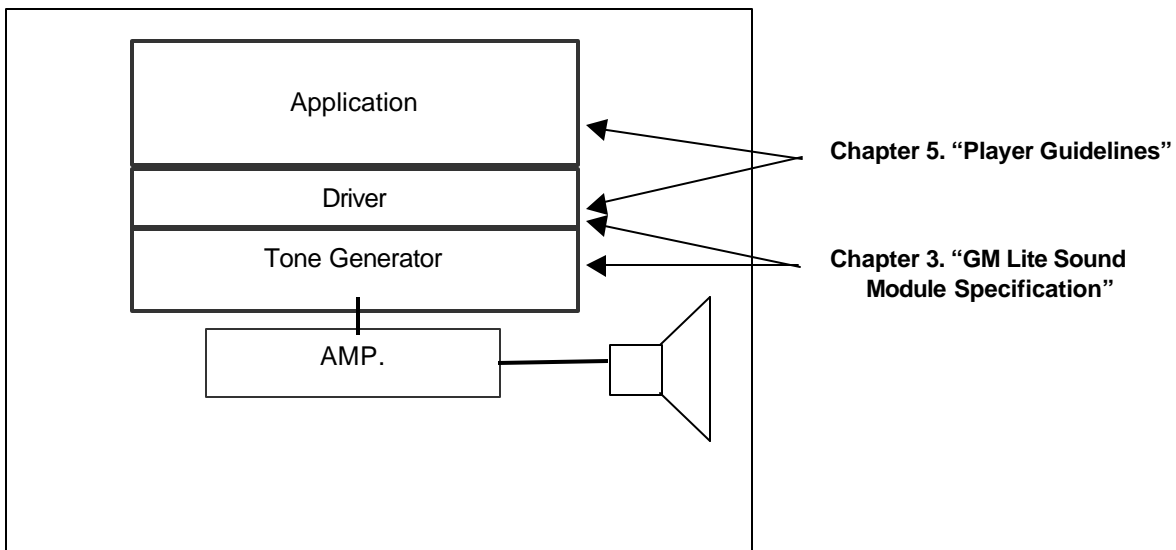 Application
Chapter 5. “Player Guidelines”
Driver
Tone Generator
Chapter 3. “GM Lite Sound
Module Specification”
AMP.